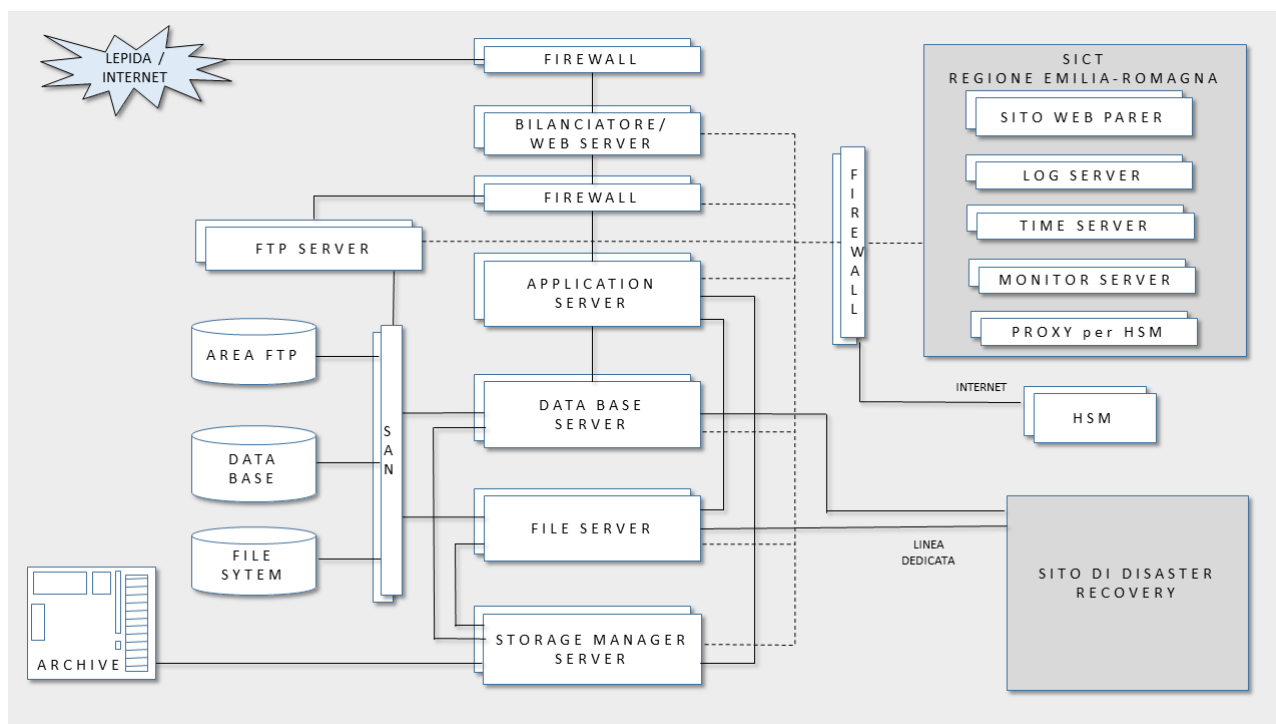 LEPIDA /
INTERNET
FIREWALL
BILANCIATORE/
WEB SERVER
FIREWALL
FTP SERVER
APPLICATION
SERVER
AREA FTP
DATA BASE
SERVER
SAN
DATA
BASE
FILE SERVER
FILE
SYTEM
STORAGE MANAGER
SERVER
ARCHIVE
FIREWALL
SICT
REGIONE EMILIA-ROMAGNA
SITO WEB PARER
LOG SERVER
TIME SERVER
MONITOR SERVER
PROXY per HSM
INTERNET
HSM
LINEA
DEDICATA
SITO DI DISASTER
RECOVERY